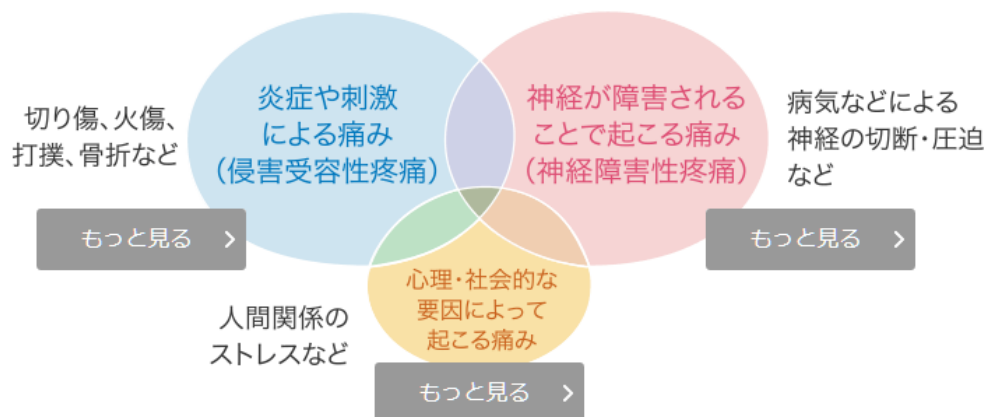 切り傷、火傷、
打撲、骨折など
炎症や刺激
による痛み
（侵害受容性疼痛）
もっと見る
神経が障害される
ことで起こる痛み
（神経障害性疼痛）
病気などによる
神経の切断・圧迫
など
もっと見る
心理・社会的な
要因によって
起こる痛み
人間関係の
ストレスなど
もっと見る